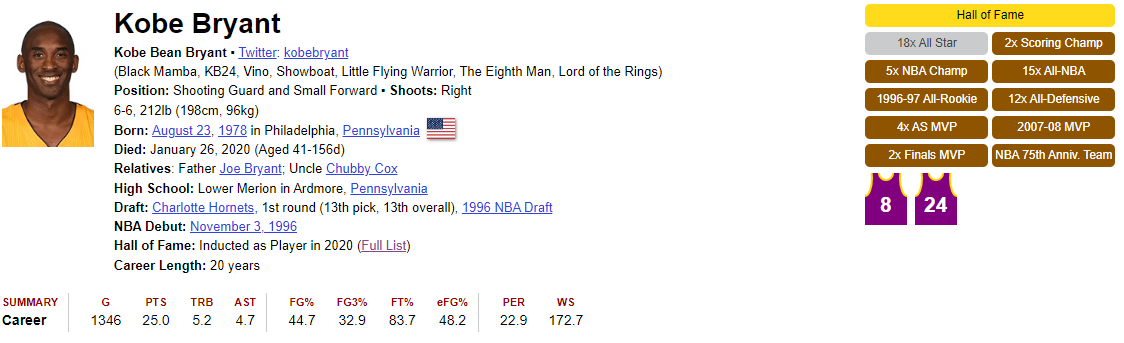 Kobe Bryant
Kobe Bean Bryant ▪ Twitter: kobebryant
(Black Mamba, KB24, Vino, Showboat, Little Flying Warrior, The Eighth Man, Lord of the Rings)
Position: Shooting Guard and Small Forward ▪ Shoots: Right
6-6, 212lb (198cm, 96kg)
Born: August 23, 1978 in Philadelphia, Pennsylvania
Died: January 26, 2020 (Aged 41-156d)
Relatives: Father Joe Bryant; Uncle Chubby Cox
High School: Lower Merion in Ardmore, Pennsylvania
Draft: Charlotte Hornets, 1st round (13th pick, 13th overall), 1996 NBA Draft
NBA Debut: November 3, 1996
Hall of Fame: Inducted as Player in 2020 (Full List)
Career Length: 20 years
Hall of Fame
18x All Star 2x Scoring Champ
5x NBA Champ 15x All-NBA
1996-97 All-Rookie 12x All-Defensive
4x AS MVP 2007-08 MVP
2x Finals MVP NBA 75th Anniv. Team
8 24
SUMMARY G PTS TRB AST FG% FG3% FT% eFG% PER WS
Career 1346 25.0 5.2 4.7 44.7 32.9 83.7 48.2 22.9 172.7